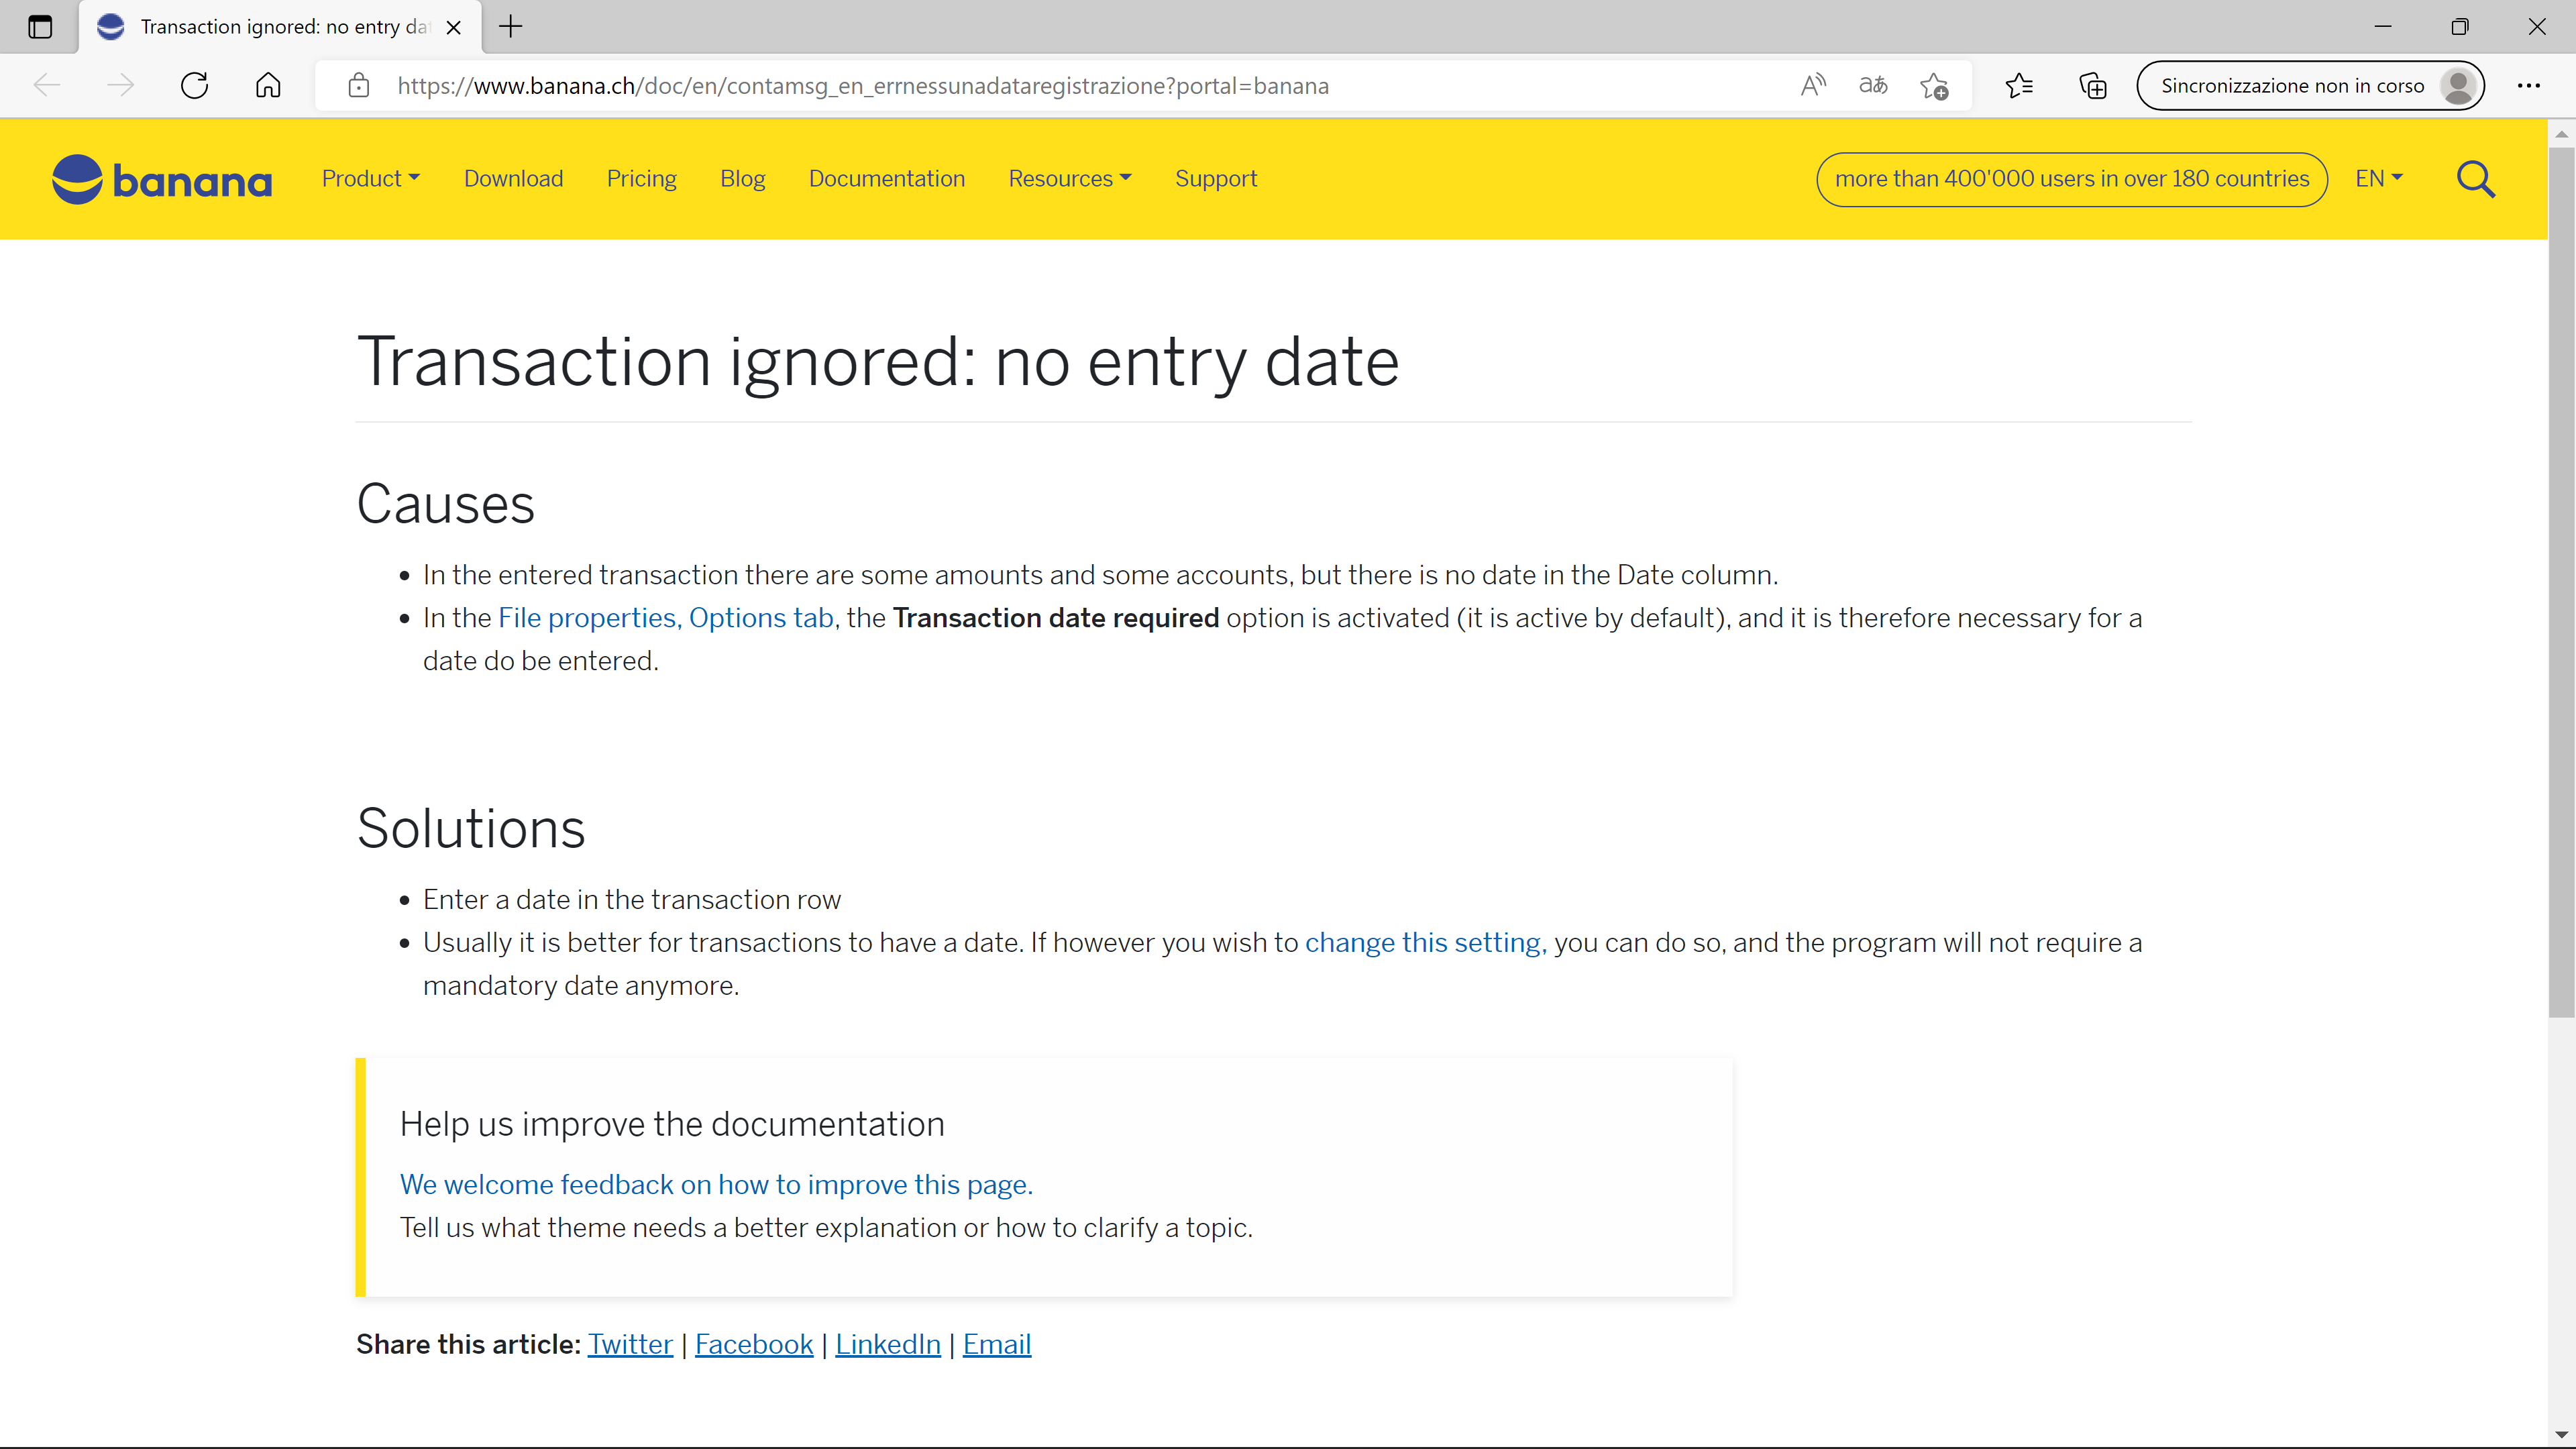 Transaction ignored: no entry da
https://www.banana.ch/doc/en/contamsg_en_errnessunadataregistrazione?portal=banana
Sincronizzazione non in corso
banana Product Download Pricing Blog Documentation Resources Support more than 400'000 users in over 180 countries EN
Transaction ignored: no entry date
Causes
In the entered transaction there are some amounts and some accounts, but there is no date in the Date column.
In the File properties, Options tab, the Transaction date required option is activated (it is active by default), and it is therefore necessary for a
date do be entered.
Solutions
Enter a date in the transaction row
Usually it is better for transactions to have a date. If however you wish to change this setting, you can do so, and the program will not require a
mandatory date anymore.
Help us improve the documentation
We welcome feedback on how to improve this page.
Tell us what theme needs a better explanation or how to clarify a topic.
Share this article: Twitter | Facebook | LinkedIn | Email